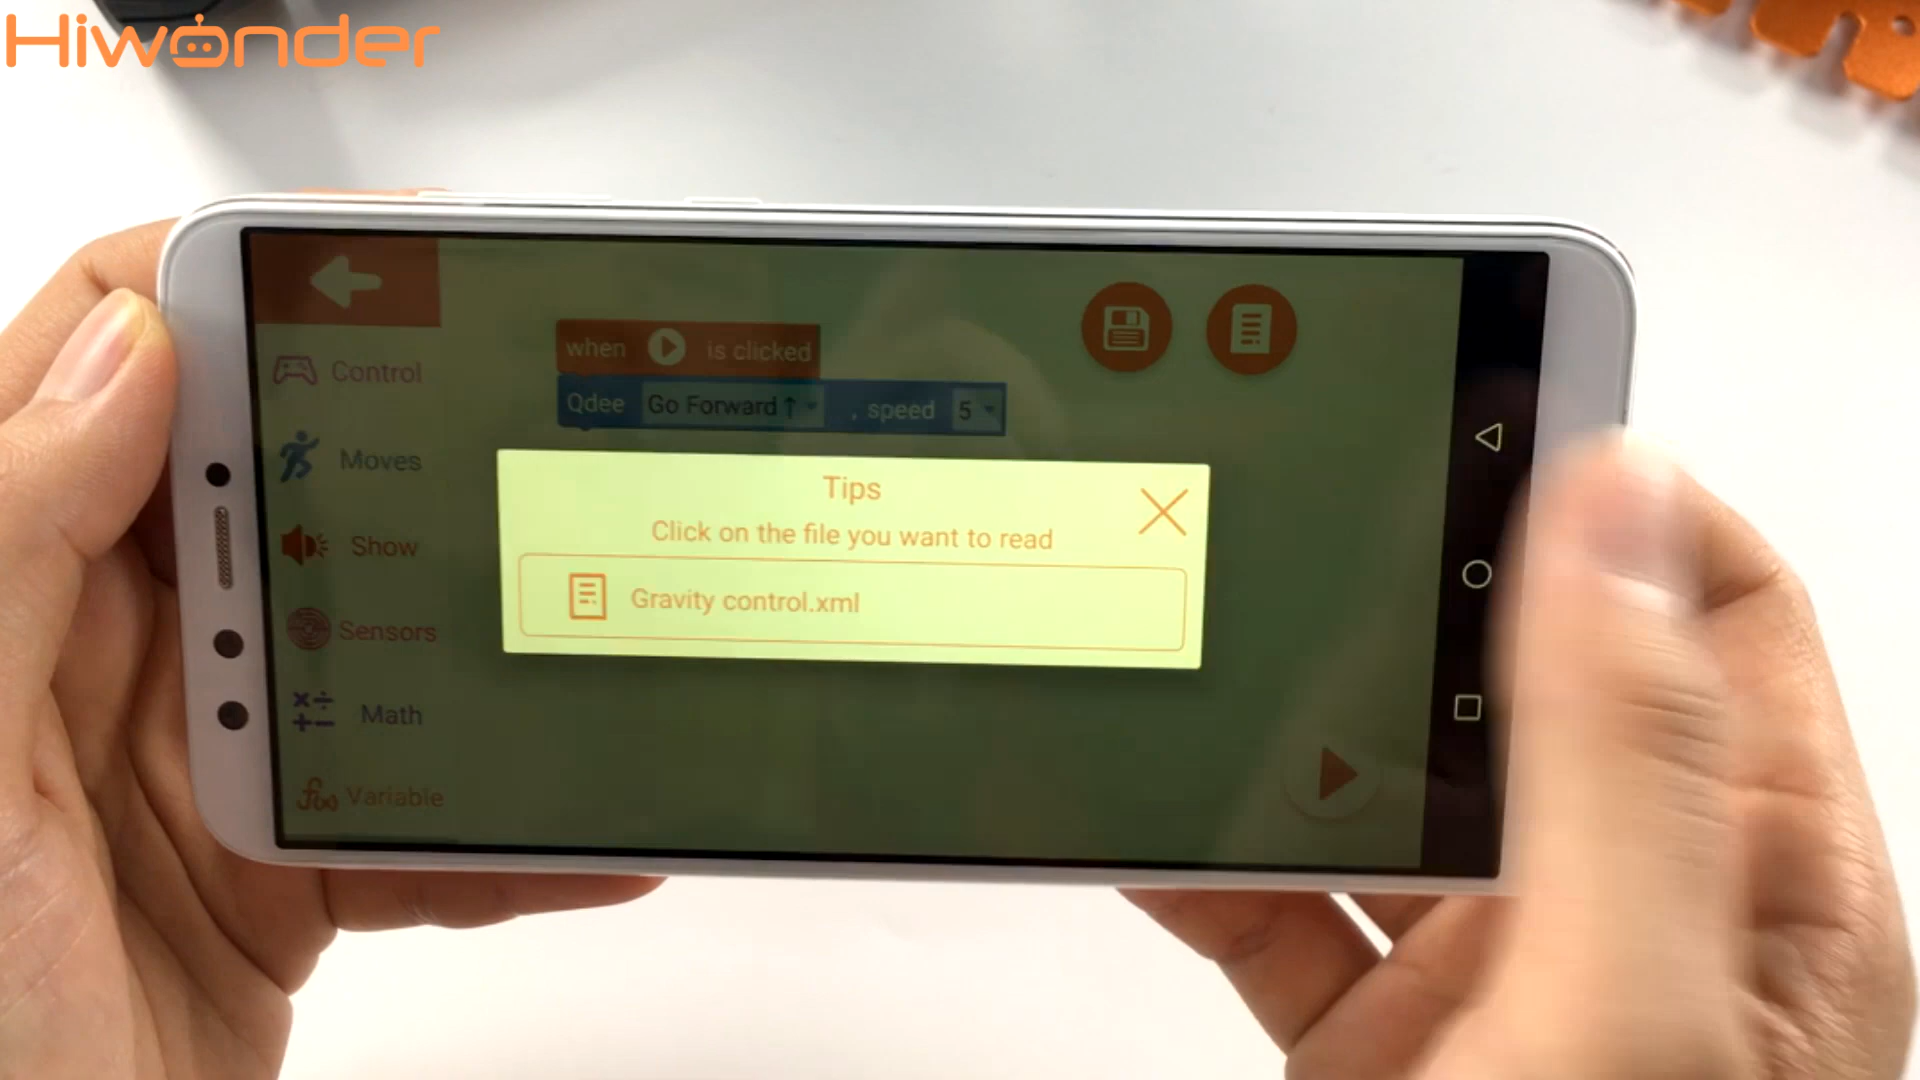 Hiwonder
when is clicked
Qdee Go Forward↑ , speed 5
Control
Moves
Show
Sensors
Math
f(x) Variable
Tips
Click on the file you want to read
Gravity control.xml